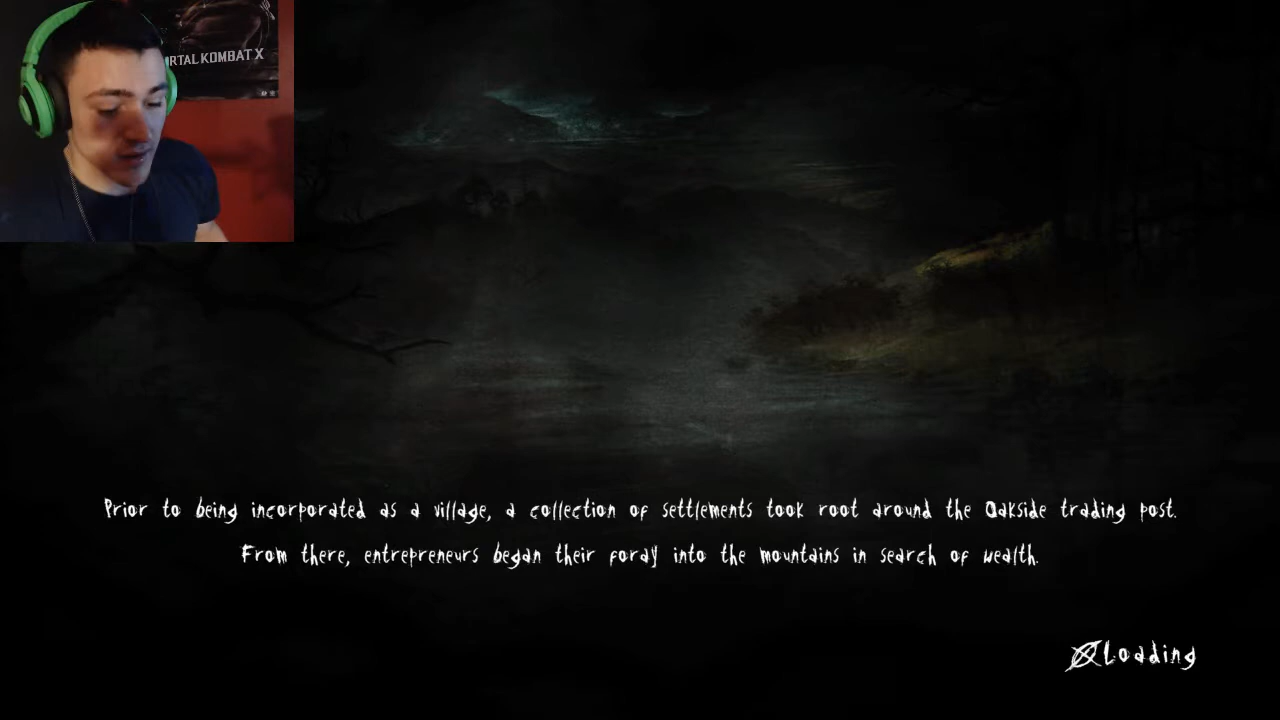 RTAL KOMBAT X
Prior to being incorporated as a village, a collection of settlements took root around the Oakside trading post.
From there, entrepreneurs began their foray into the mountains in search of wealth.
Loading